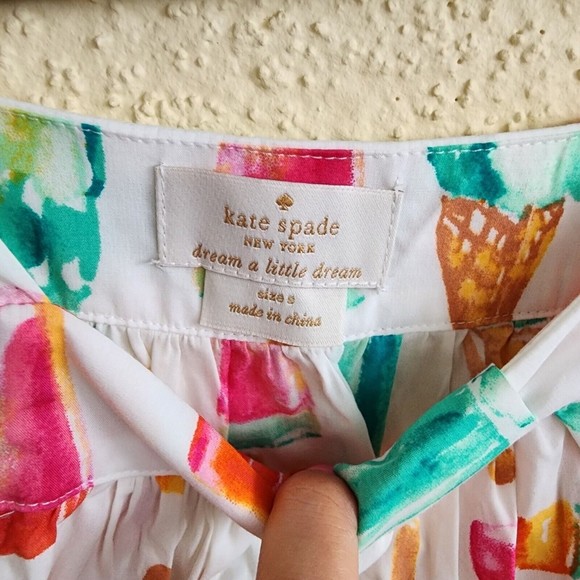 kate spade
NEW YORK
dream a little dream
size s
made in china